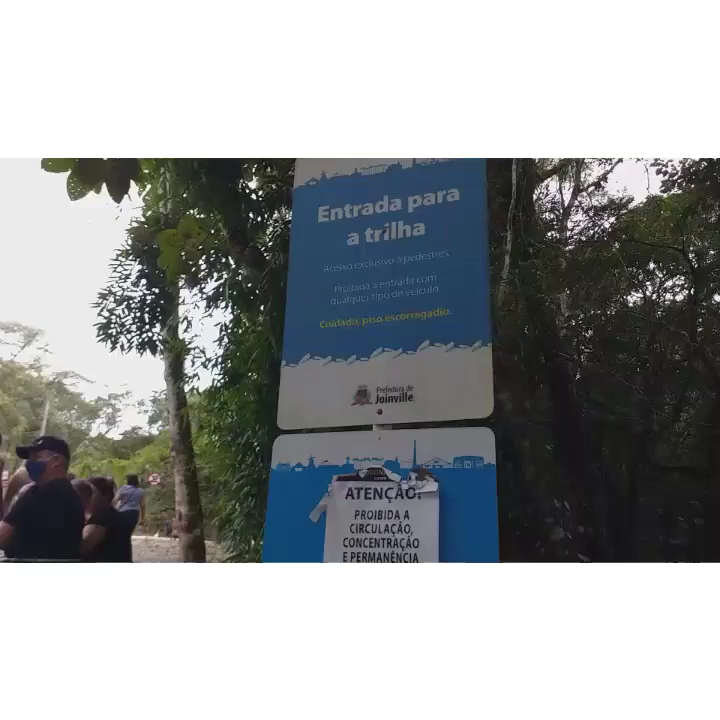 Entrada para
a trilha
Acesso exclusivo a pedestres.
Proibida a entrada com
qualquer tipo de veículo.
Cuidado, piso escorregadio.
Prefeitura de
Joinville
ATENÇÃO:
PROIBIDA A
CIRCULAÇÃO,
CONCENTRAÇÃO
E PERMANÊNCIA